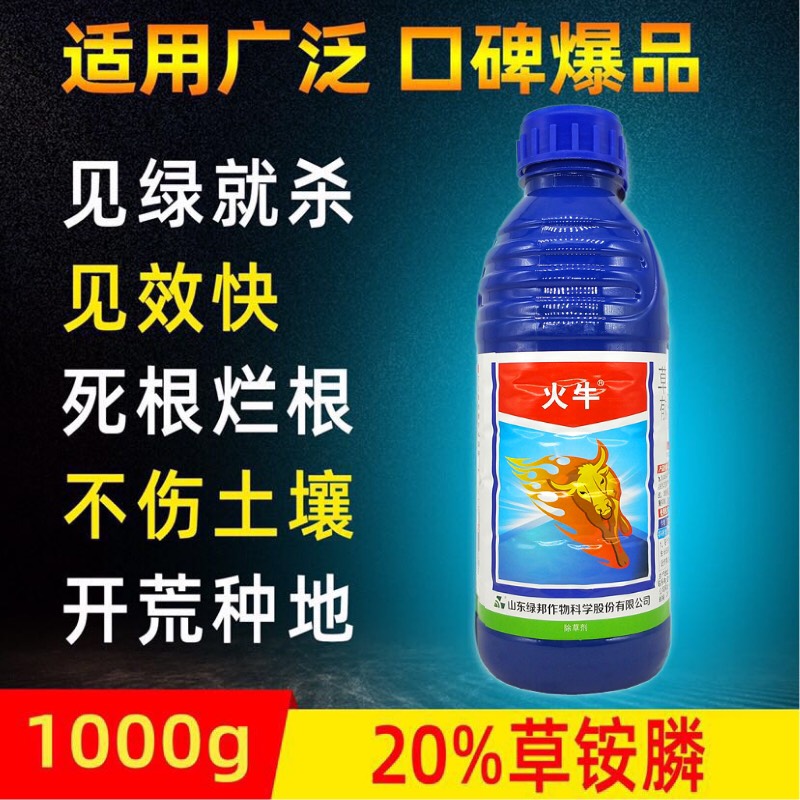 适用广泛 口碑爆品
见绿就杀
见效快
死根烂根
不伤土壤
开荒种地
火牛®
山东绿邦作物科学股份有限公司
除草剂
1000g
20%草铵膦